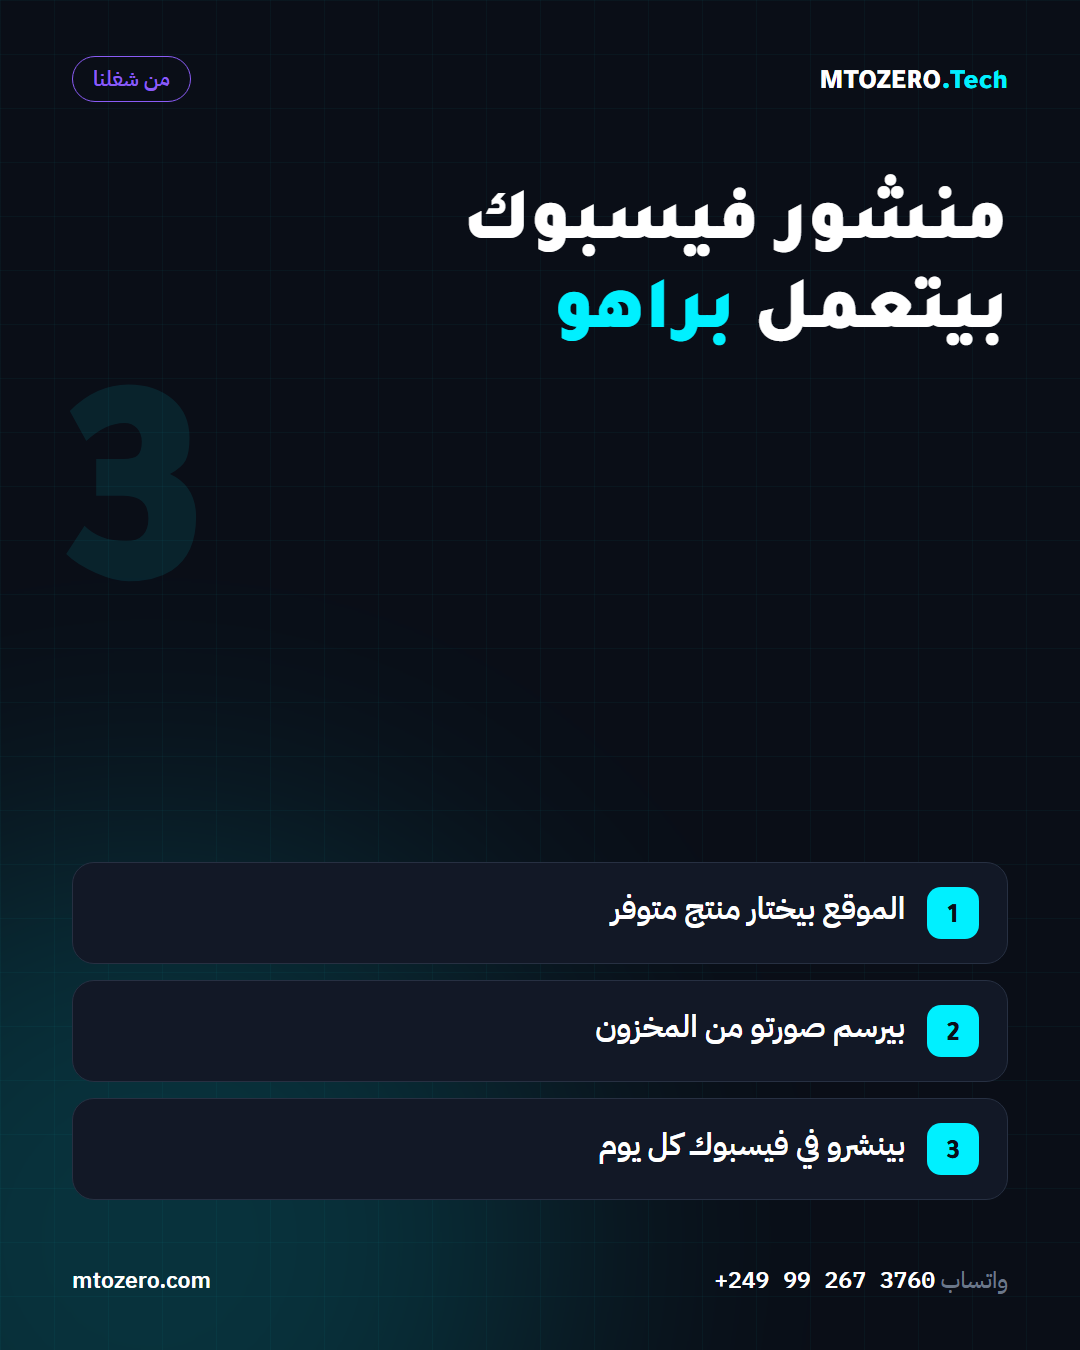 MTOZERO.Tech
من شغلنا
منشور فيسبوك
بيتعمل براهو
3
1 الموقع بيختار منتج متوفر
2 بيرسم صورتو من المخزون
3 بينشرو في فيسبوك كل يوم
واتساب +249 99 267 3760
mtozero.com